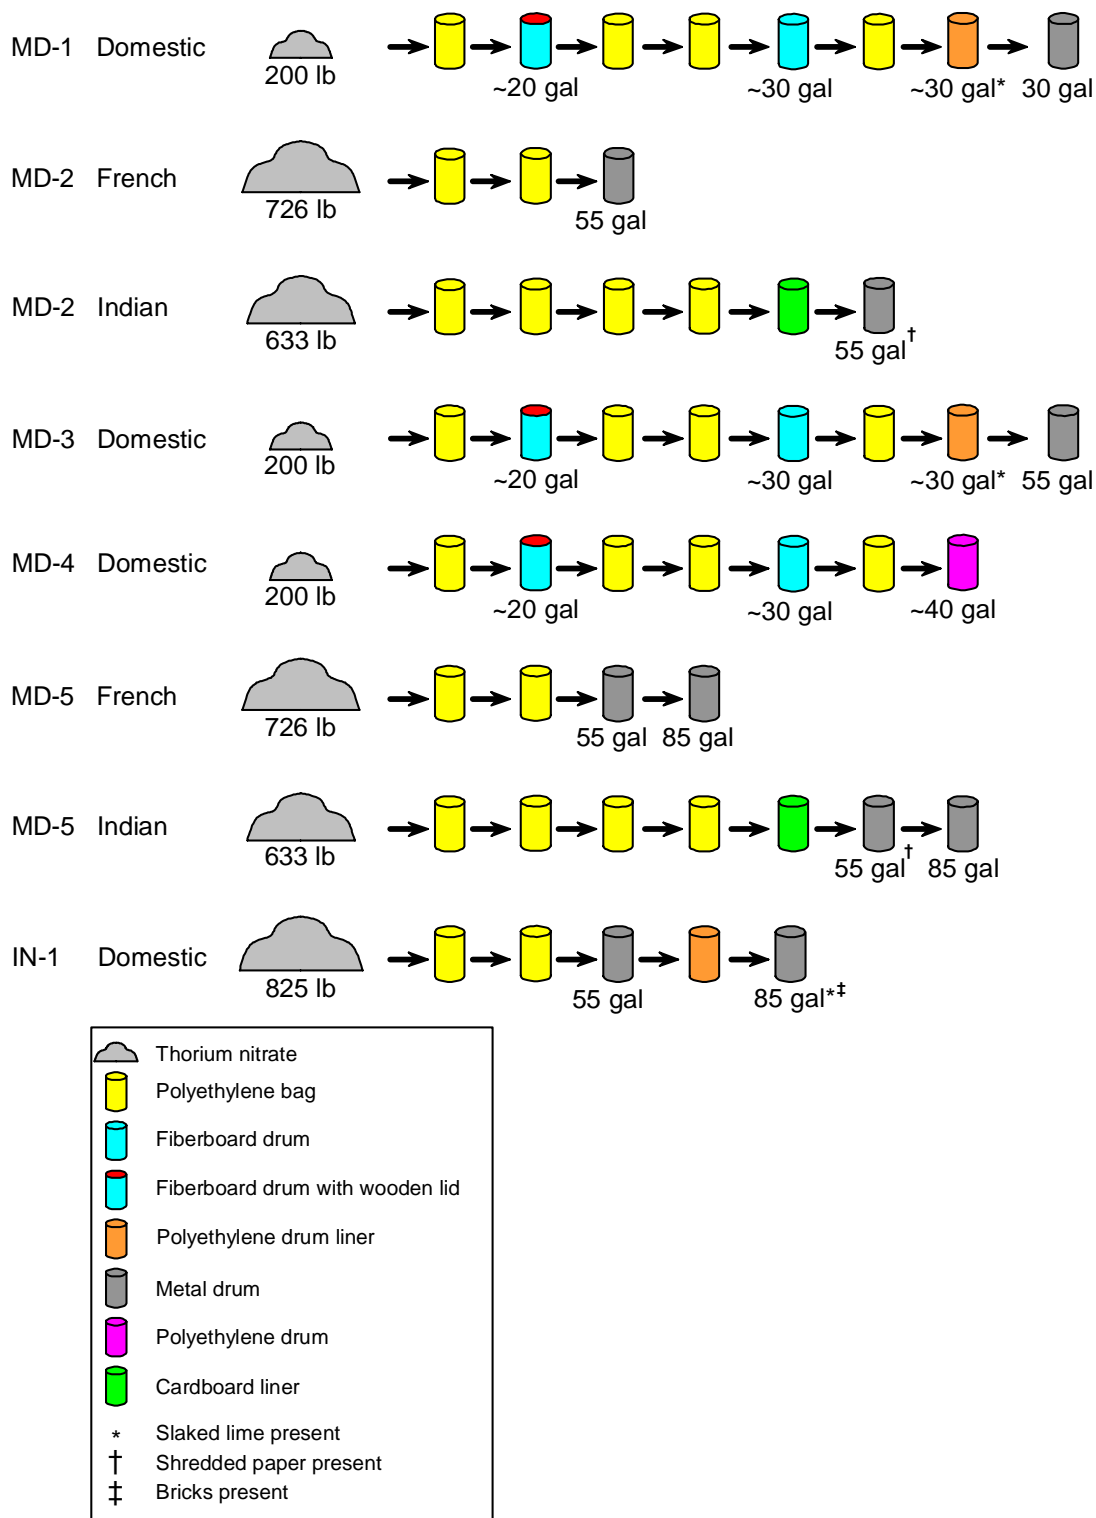 MD-1 Domestic
200 lb
~20 gal ~30 gal ~30 gal* 30 gal
MD-2 French
726 lb
55 gal
MD-2 Indian
633 lb
55 gal†
MD-3 Domestic
200 lb
~20 gal ~30 gal ~30 gal* 55 gal
MD-4 Domestic
200 lb
~20 gal ~30 gal ~40 gal
MD-5 French
726 lb
55 gal 85 gal
MD-5 Indian
633 lb
55 gal† 85 gal
IN-1 Domestic
825 lb
55 gal 85 gal*‡
Thorium nitrate
Polyethylene bag
Fiberboard drum
Fiberboard drum with wooden lid
Polyethylene drum liner
Metal drum
Polyethylene drum
Cardboard liner
* Slaked lime present
† Shredded paper present
‡ Bricks present